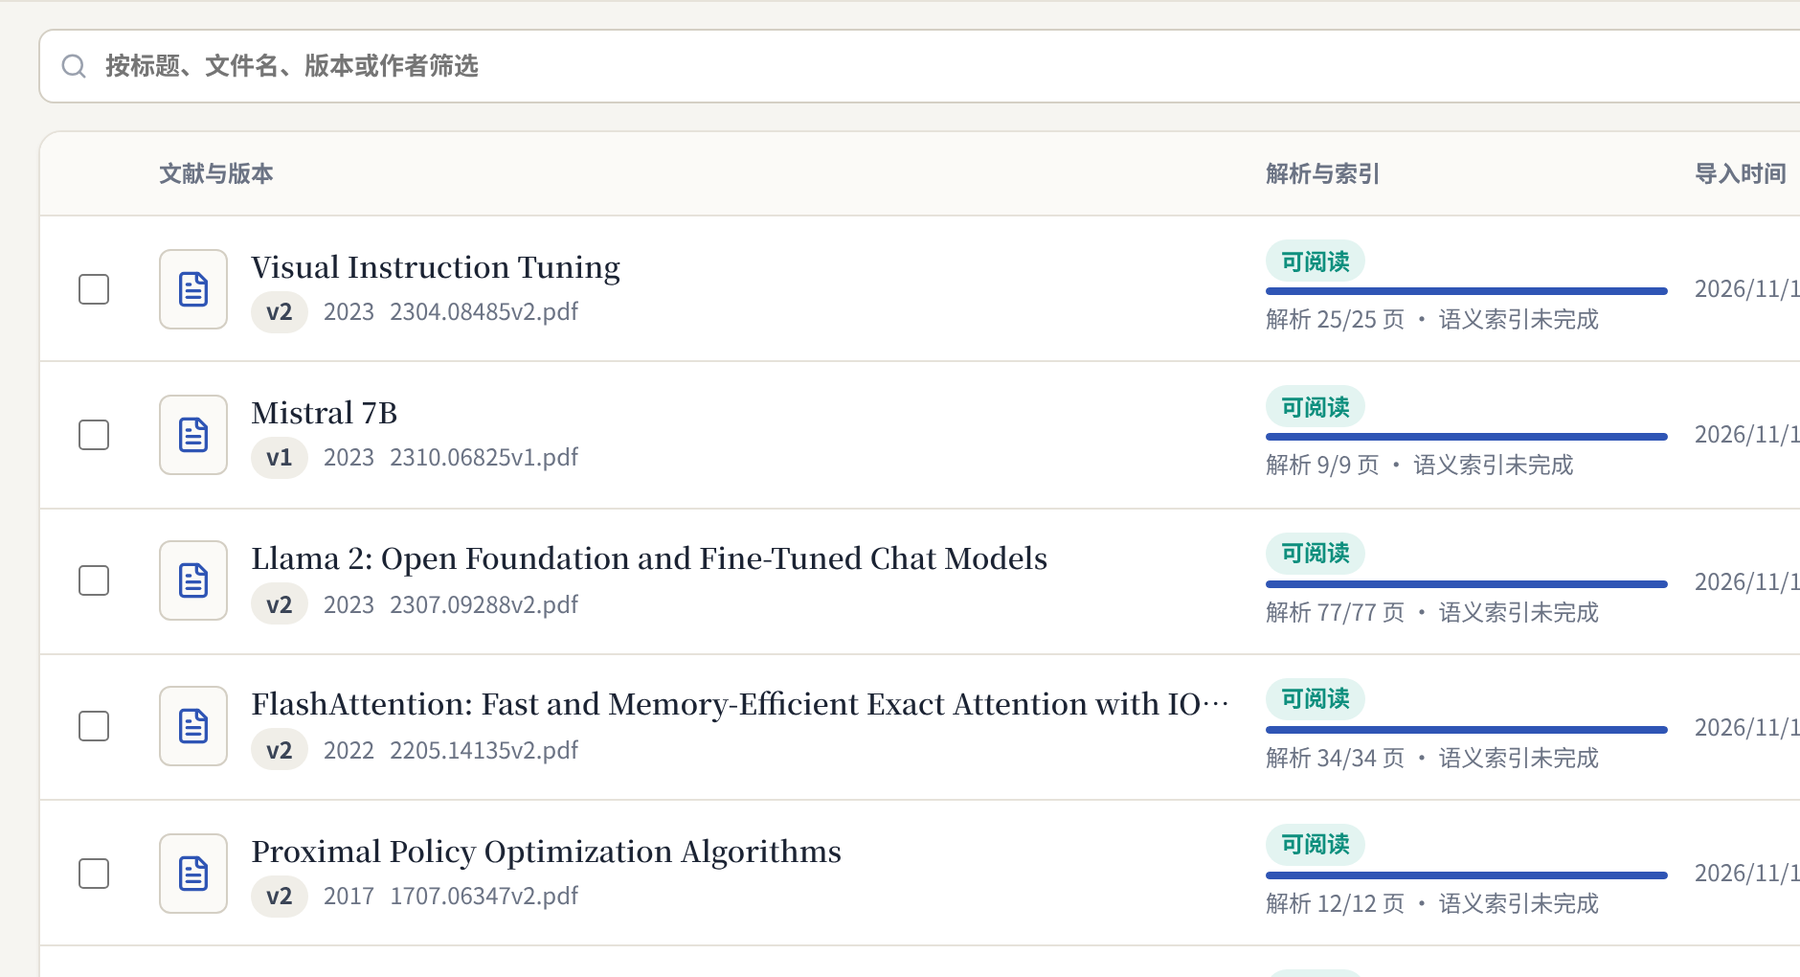 按标题、文件名、版本或作者筛选
文献与版本 解析与索引 导入时间
Visual Instruction Tuning
v2 2023 2304.08485v2.pdf
可阅读
解析 25/25 页 · 语义索引未完成
2026/11/1
Mistral 7B
v1 2023 2310.06825v1.pdf
可阅读
解析 9/9 页 · 语义索引未完成
2026/11/1
Llama 2: Open Foundation and Fine-Tuned Chat Models
v2 2023 2307.09288v2.pdf
可阅读
解析 77/77 页 · 语义索引未完成
2026/11/1
FlashAttention: Fast and Memory-Efficient Exact Attention with IO…
v2 2022 2205.14135v2.pdf
可阅读
解析 34/34 页 · 语义索引未完成
2026/11/1
Proximal Policy Optimization Algorithms
v2 2017 1707.06347v2.pdf
可阅读
解析 12/12 页 · 语义索引未完成
2026/11/1